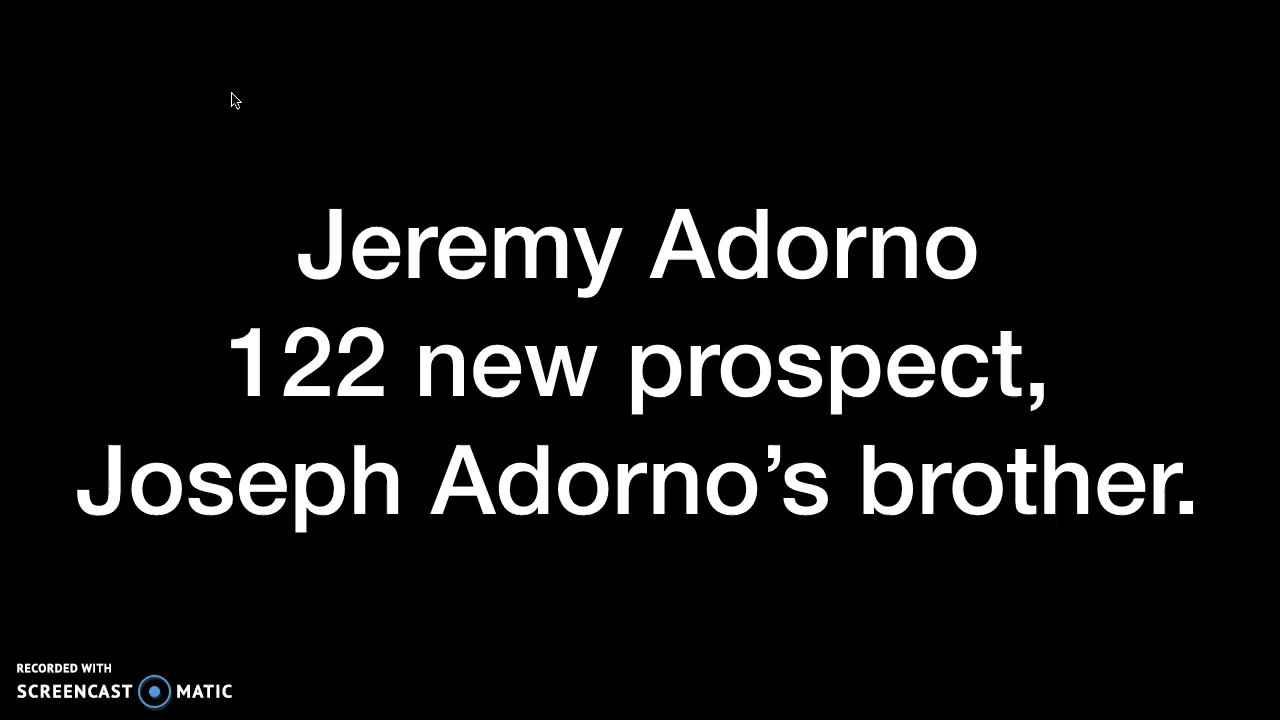 Jeremy Adorno
122 new prospect,
Joseph Adorno’s brother.
RECORDED WITH
SCREENCAST MATIC